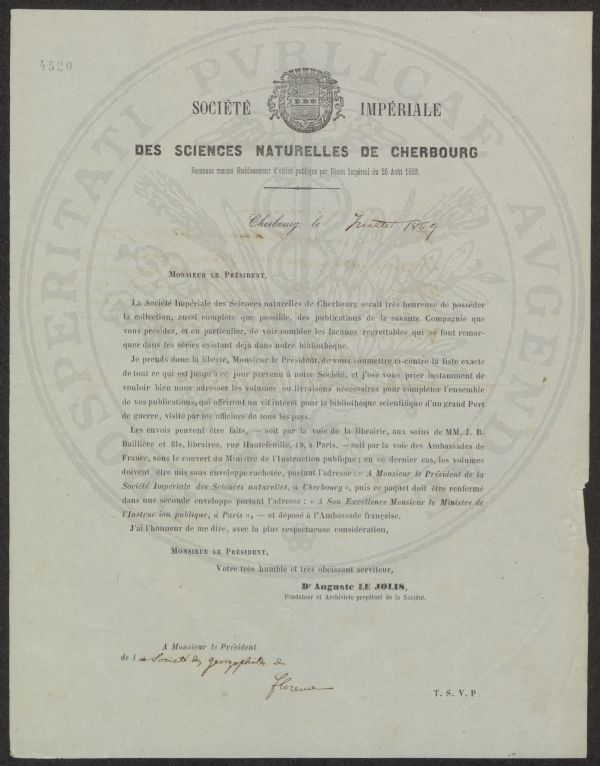 4520
PROSPERITATI PVBLICAE AVGENDAE
SOCIÉTÉ IMPÉRIALE
DES SCIENCES NATURELLES DE CHERBOURG
Reconnue comme Établissement d'utilité publique par Décret Impérial du 26 Août 1865.
Cherbourg, le Juillet 1869
MONSIEUR LE PRÉSIDENT,
La Société Impériale des Sciences naturelles de Cherbourg serait très heureuse de posséder
la collection, aussi complète que possible, des publications de la savante Compagnie que
vous présidez, et en particulier, de voir combler les lacunes regrettables qui se font remar-
quer dans les séries existant déjà dans notre bibliothèque.
Je prends donc la liberté, Monsieur le Président, de vous soumettre ci-contre la liste exacte
de tout ce qui est jusqu'à ce jour parvenu à notre Société, et j'ose vous prier instamment de
vouloir bien nous adresser les volumes ou livraisons nécessaires pour compléter l'ensemble
de vos publications, qui offriront un vif intérêt pour la bibliothèque scientifique d'un grand Port
de guerre, visité par les officiers de tous les pays.
Les envois peuvent être faits, — soit par la voie de la librairie, aux soins de MM. J. B.
Baillière et fils, libraires, rue Hautefeuille, 19, à Paris, — soit par la voie des Ambassades de
France, sous le couvert du Ministre de l'Instruction publique ; en ce dernier cas, les volumes
doivent être mis sous enveloppe cachetée, portant l'adresse : « A Monsieur le Président de la
Société Impériale des Sciences naturelles, à Cherbourg », puis ce paquet doit être renfermé
dans une seconde enveloppe portant l'adresse : « A Son Excellence Monsieur le Ministre de
l'Instruction publique, à Paris », — et déposé à l'Ambassade française.
J'ai l'honneur de me dire, avec la plus respectueuse considération,
MONSIEUR LE PRÉSIDENT,
Votre très humble et très obéissant serviteur,
Dr Auguste LE JOLIS,
Fondateur et Archiviste perpétuel de la Société.
A Monsieur le Président
de la Société des georgophiles de
Florence
T. S. V. P